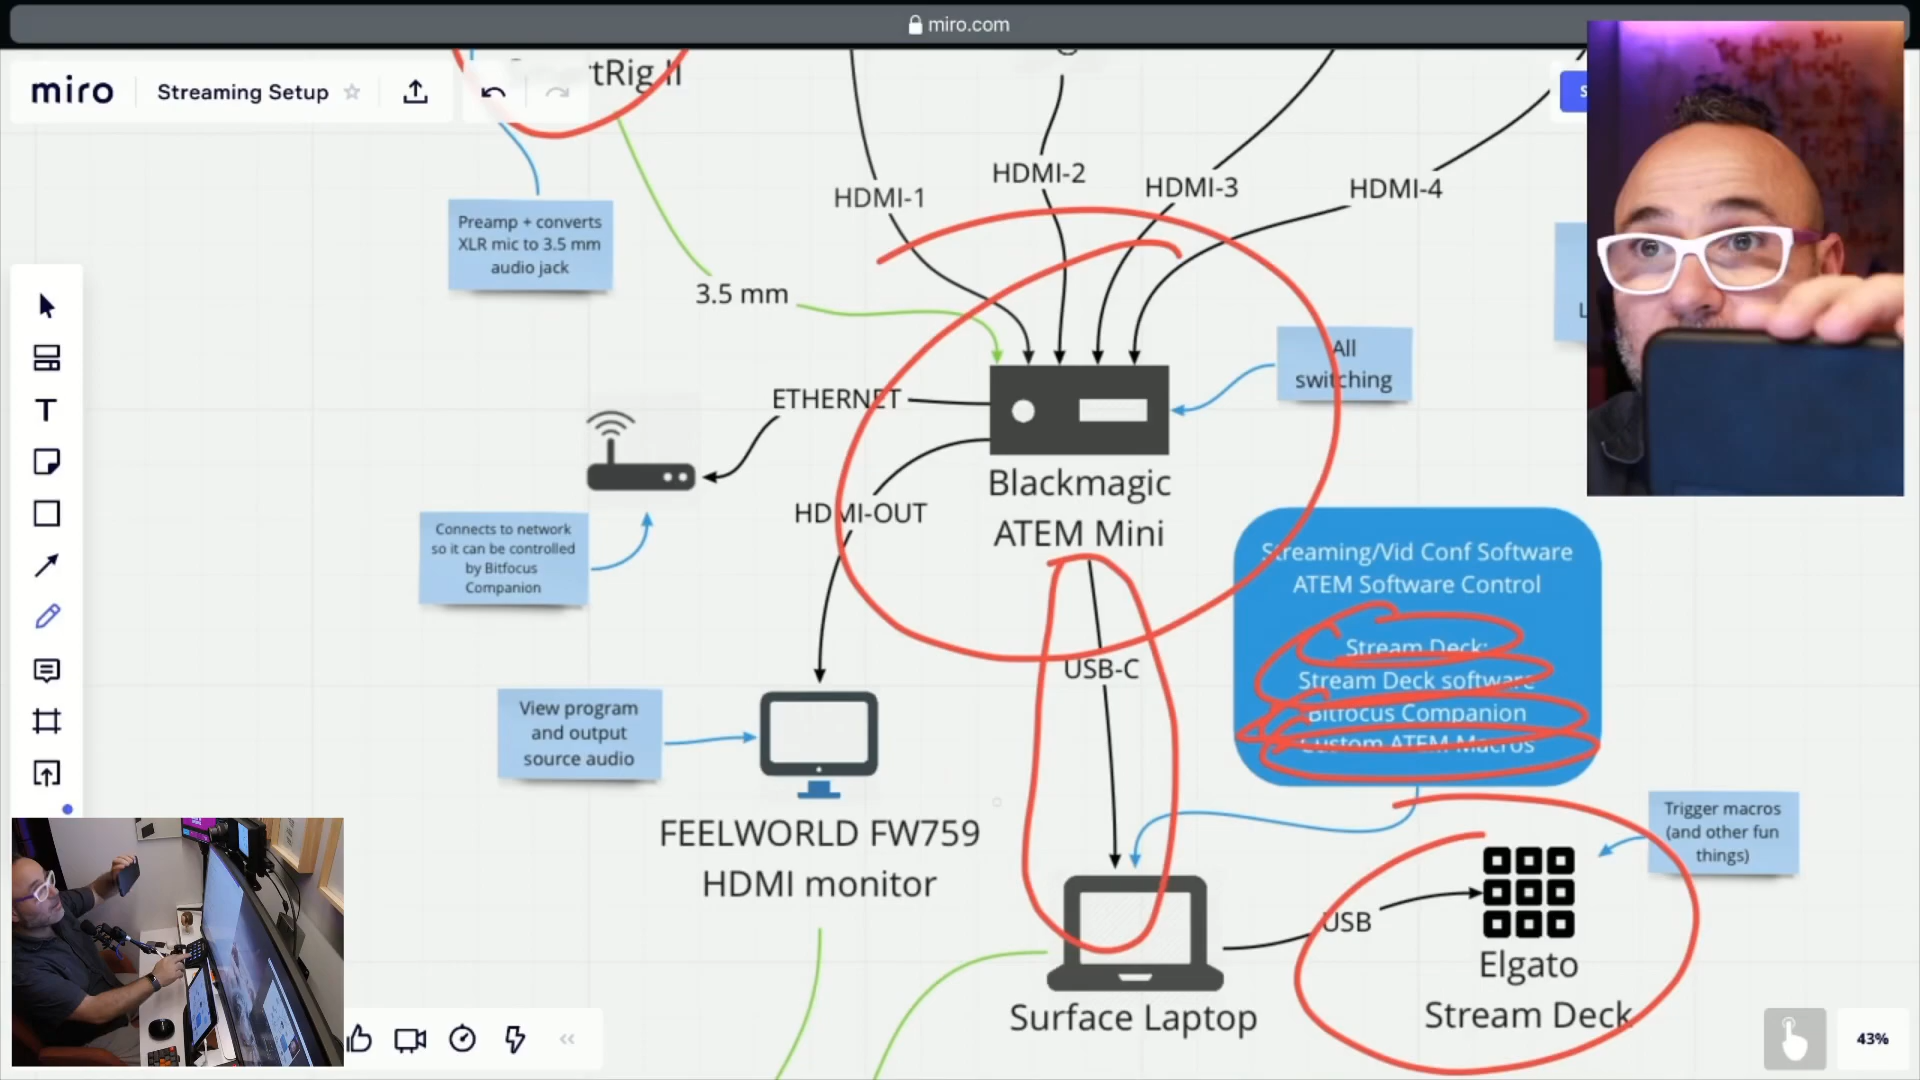 miro.com
miro
Streaming Setup
tRig II
HDMI-1
HDMI-2
HDMI-3
HDMI-4
Preamp + converts
XLR mic to 3.5 mm
audio jack
3.5 mm
All
switching
ETHERNET
HDMI-OUT
Blackmagic
ATEM Mini
Connects to network
so it can be controlled
by Bitfocus
Companion
Streaming/Vid Conf Software
ATEM Software Control
Stream Deck:
Stream Deck software
Bitfocus Companion
Custom ATEM Macros
USB-C
View program
and output
source audio
FEELWORLD FW759
HDMI monitor
Trigger macros
(and other fun
things)
USB
Elgato
Stream Deck
Surface Laptop
43%